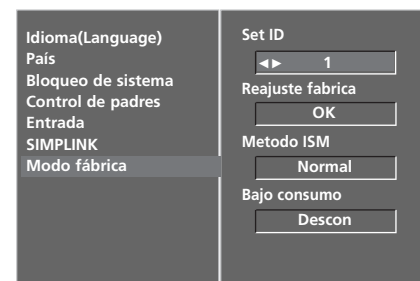 Idioma(Language)
País
Bloqueo de sistema
Control de padres
Entrada
SIMPLINK
Modo fábrica
Set ID
◄► 1
Reajuste fabrica
OK
Metodo ISM
Normal
Bajo consumo
Descon